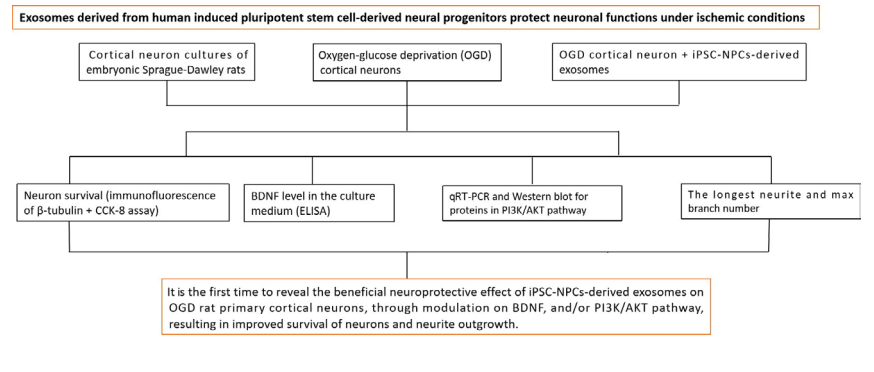 Exosomes derived from human induced pluripotent stem cell-derived neural progenitors protect neuronal functions under ischemic conditions
Cortical neuron cultures of
embryonic Sprague-Dawley rats
Oxygen-glucose deprivation (OGD)
cortical neurons
OGD cortical neuron + iPSC-NPCs-derived
exosomes
Neuron survival (immunofluorescence
of β-tubulin + CCK-8 assay)
BDNF level in the culture
medium (ELISA)
qRT-PCR and Western blot for
proteins in PI3K/AKT pathway
The longest neurite and max
branch number
It is the first time to reveal the beneficial neuroprotective effect of iPSC-NPCs-derived exosomes on
OGD rat primary cortical neurons, through modulation on BDNF, and/or PI3K/AKT pathway,
resulting in improved survival of neurons and neurite outgrowth.